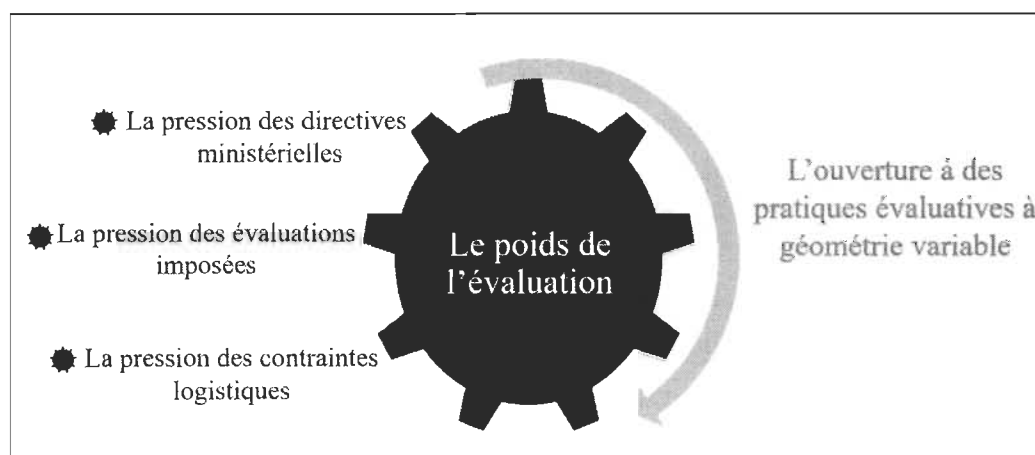 La pression des directives
ministérielles
La pression des évaluations
imposées
La pression des contraintes
logistiques
Le poids de
l'évaluation
L'ouverture à des
pratiques évaluatives à
géométrie variable